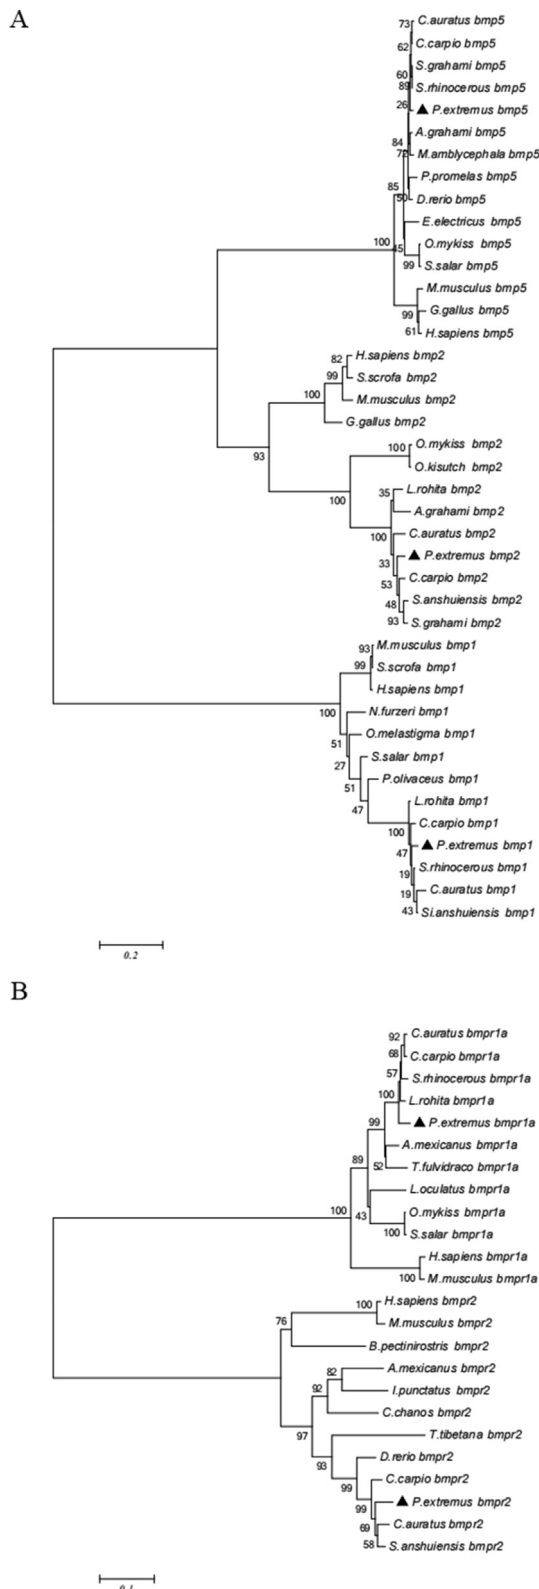 A
73
C.auratus bmp5
62
C.carpio bmp5
60
S.grahami bmp5
89
S.rhinocerous bmp5
26
P.extremus bmp5
A.grahami bmp5
84
72
M.amblycephala bmp5
P.promelas bmp5
85
50
D.rerio bmp5
E.electricus bmp5
100
45
O.mykiss bmp5
99
S.salar bmp5
M.musculus bmp5
99
G.gallus bmp5
61
H.sapiens bmp5
82
H.sapiens bmp2
99
S.scrofa bmp2
100
M.musculus bmp2
G.gallus bmp2
93
100
O.mykiss bmp2
O.kisutch bmp2
100
35
L.rohita bmp2
A.grahami bmp2
100
C.auratus bmp2
33
P.extremus bmp2
53
C.carpio bmp2
48
S.anshuiensis bmp2
93
S.grahami bmp2
93
M.musculus bmp1
99
S.scrofa bmp1
H.sapiens bmp1
100
N.furzeri bmp1
51
O.melastigma bmp1
27
S.salar bmp1
51
P.olivaceus bmp1
47
L.rohita bmp1
100
C.carpio bmp1
47
P.extremus bmp1
19
S.rhinocerous bmp1
19
C.auratus bmp1
43
Si.anshuiensis bmp1
0.2
B
92
C.auratus bmpr1a
68
C.carpio bmpr1a
57
S.rhinocerous bmpr1a
100
L.rohita bmpr1a
99
P.extremus bmpr1a
A.mexicanus bmpr1a
89
52
T.fulvidraco bmpr1a
L.oculatus bmpr1a
100
43
O.mykiss bmpr1a
100
S.salar bmpr1a
H.sapiens bmpr1a
100
M.musculus bmpr1a
100
H.sapiens bmpr2
76
M.musculus bmpr2
B.pectinirostris bmpr2
82
A.mexicanus bmpr2
92
I.punctatus bmpr2
C.chanos bmpr2
97
T.tibetana bmpr2
93
D.rerio bmpr2
99
C.carpio bmpr2
99
P.extremus bmpr2
69
C.auratus bmpr2
58
S.anshuiensis bmpr2
0.1